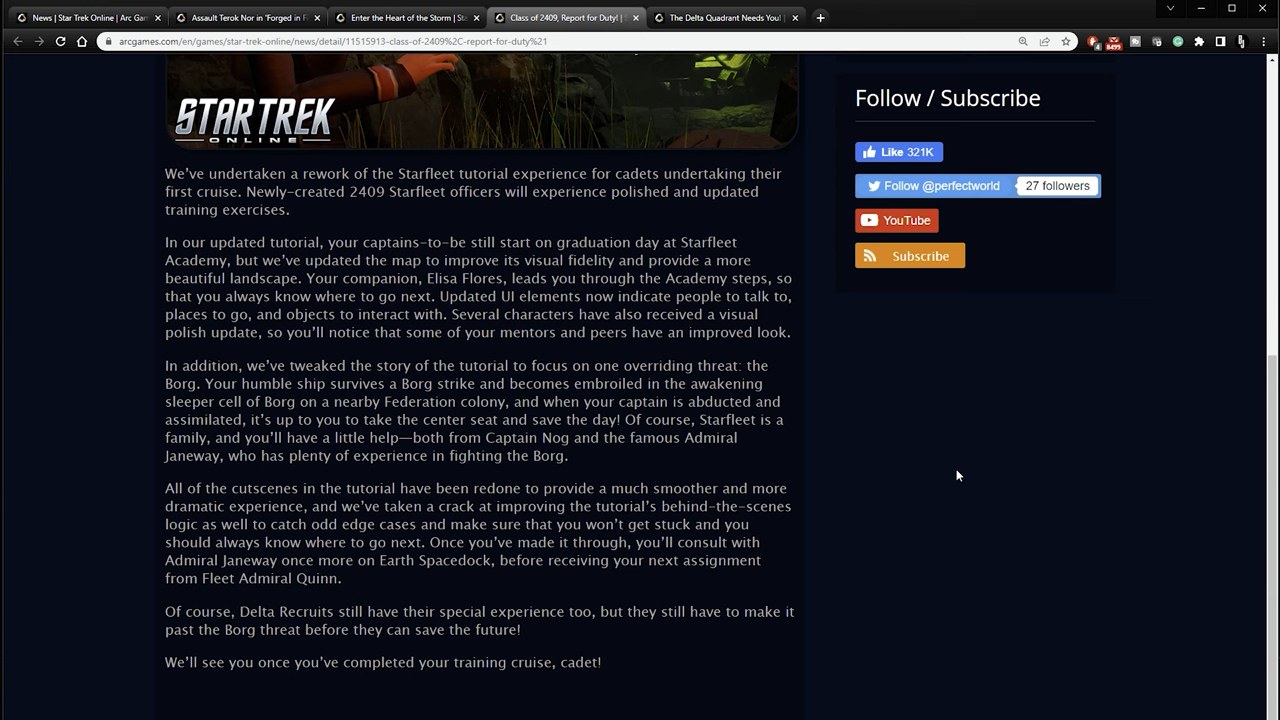 News | Star Trek Online | Arc Gam
Assault Terok Nor in 'Forged in F
Enter the Heart of the Storm | St
Class of 2409, Report for Duty! |
The Delta Quadrant Needs You! |
arcgames.com/en/games/star-trek-online/news/detail/11515913-class-of-2409%2C-report-for-duty%21
8499
STAR TREK
ONLINE
We've undertaken a rework of the Starfleet tutorial experience for cadets undertaking their
first cruise. Newly-created 2409 Starfleet officers will experience polished and updated
training exercises.
In our updated tutorial, your captains-to-be still start on graduation day at Starfleet
Academy, but we've updated the map to improve its visual fidelity and provide a more
beautiful landscape. Your companion, Elisa Flores, leads you through the Academy steps, so
that you always know where to go next. Updated UI elements now indicate people to talk to,
places to go, and objects to interact with. Several characters have also received a visual
polish update, so you'll notice that some of your mentors and peers have an improved look.
In addition, we've tweaked the story of the tutorial to focus on one overriding threat: the
Borg. Your humble ship survives a Borg strike and becomes embroiled in the awakening
sleeper cell of Borg on a nearby Federation colony, and when your captain is abducted and
assimilated, it's up to you to take the center seat and save the day! Of course, Starfleet is a
family, and you'll have a little help—both from Captain Nog and the famous Admiral
Janeway, who has plenty of experience in fighting the Borg.
All of the cutscenes in the tutorial have been redone to provide a much smoother and more
dramatic experience, and we've taken a crack at improving the tutorial's behind-the-scenes
logic as well to catch odd edge cases and make sure that you won't get stuck and you
should always know where to go next. Once you've made it through, you'll consult with
Admiral Janeway once more on Earth Spacedock, before receiving your next assignment
from Fleet Admiral Quinn.
Of course, Delta Recruits still have their special experience too, but they still have to make it
past the Borg threat before they can save the future!
We'll see you once you've completed your training cruise, cadet!
Follow / Subscribe
Like 321K
Follow @perfectworld
27 followers
YouTube
Subscribe